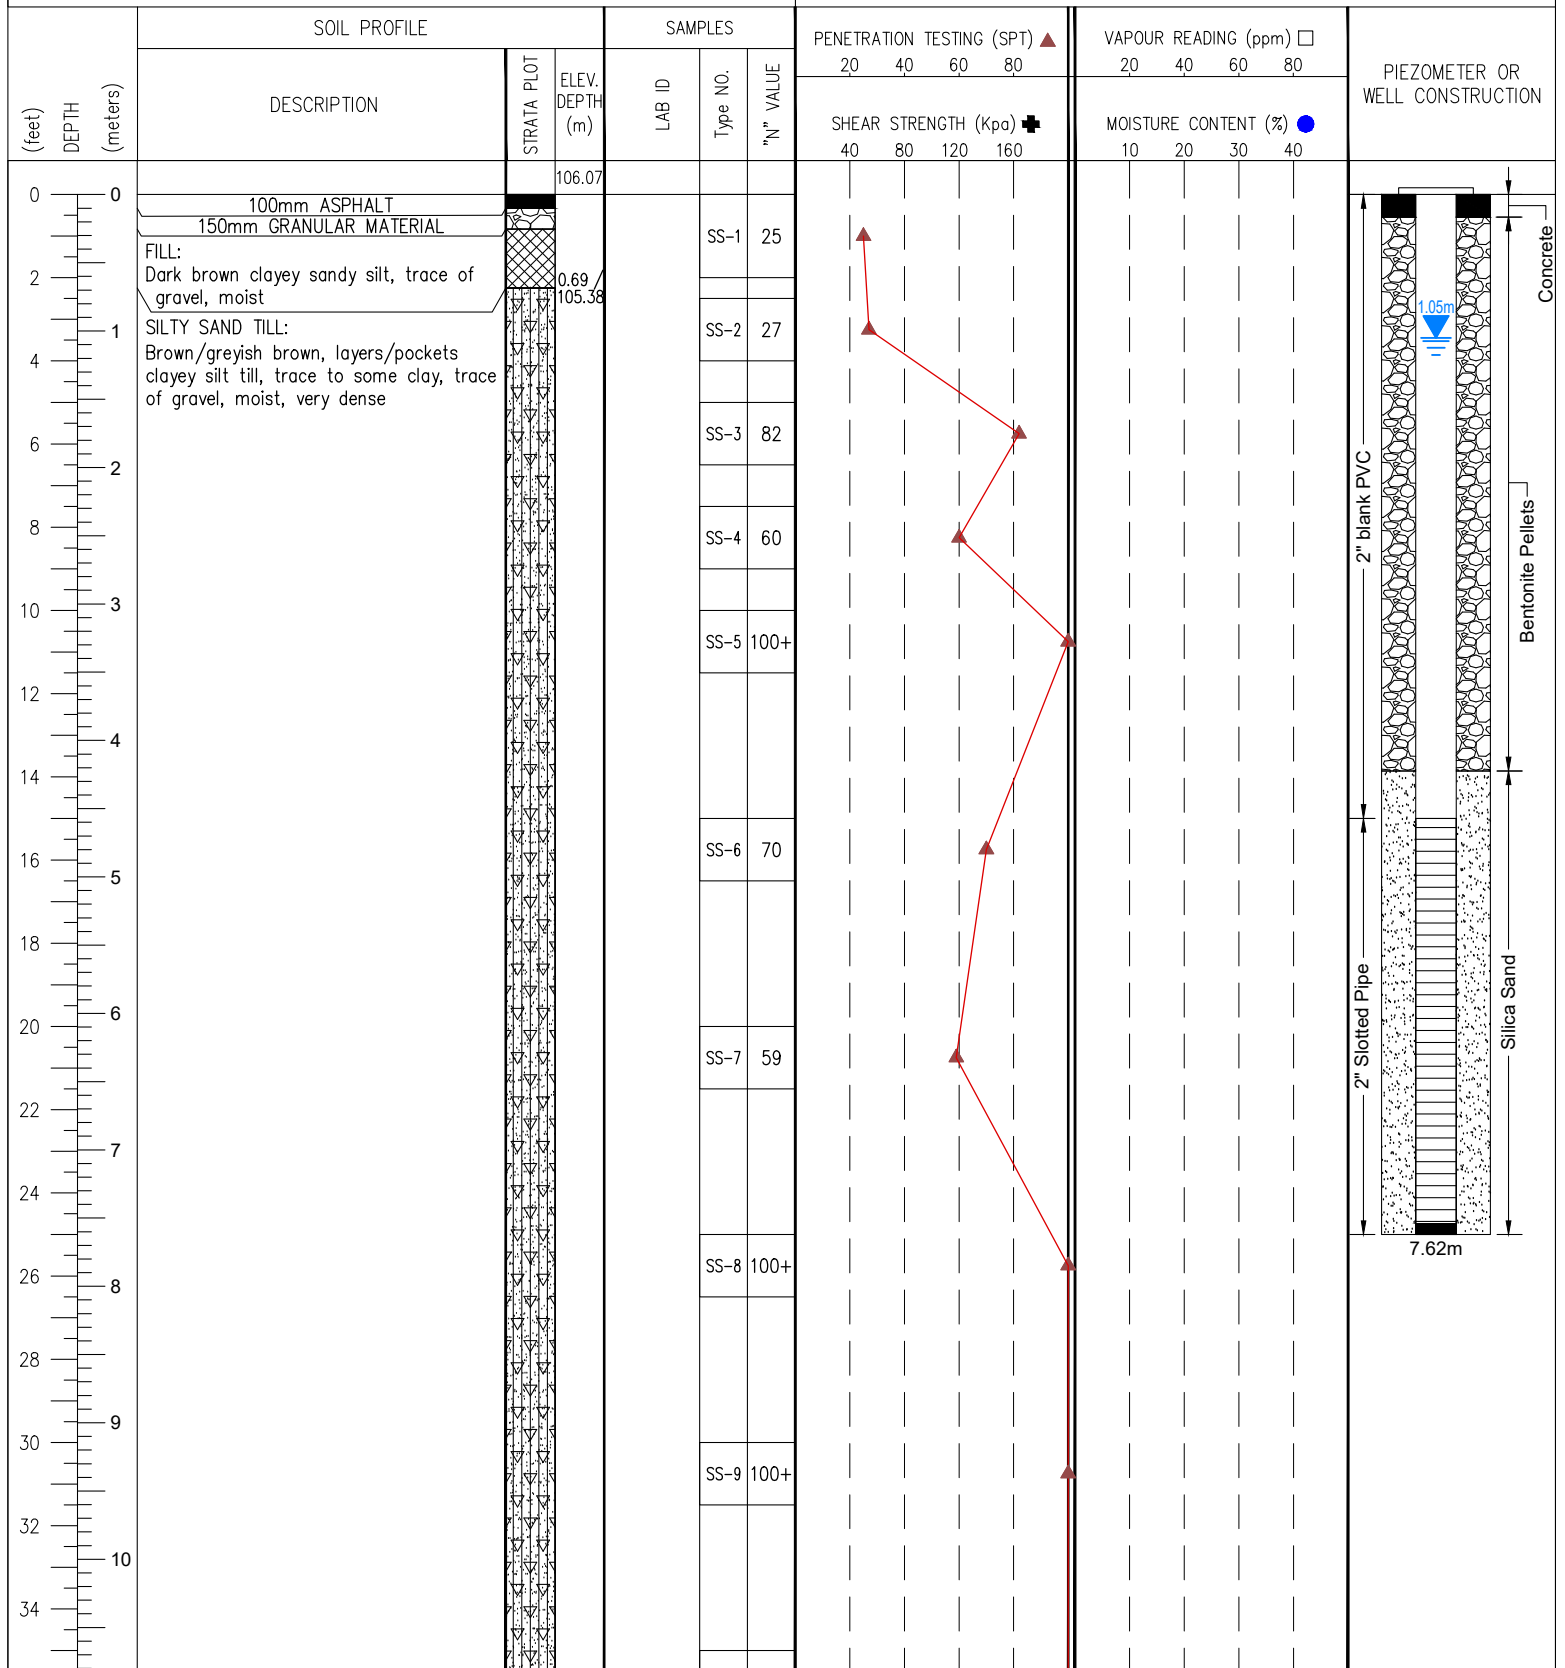 SOIL PROFILE
SAMPLES
PENETRATION TESTING (SPT)
20 40 60 80
SHEAR STRENGTH (Kpa)
40 80 120 160
VAPOUR READING (ppm)
20 40 60 80
MOISTURE CONTENT (%)
10 20 30 40
PIEZOMETER OR
WELL CONSTRUCTION
(feet)
DEPTH
(meters)
DESCRIPTION
STRATA PLOT
ELEV.
DEPTH
(m)
LAB ID
Type NO.
"N" VALUE
106.07
0 0
100mm ASPHALT
150mm GRANULAR MATERIAL
FILL:
Dark brown clayey sandy silt, trace of
gravel, moist
0.69
105.38
SILTY SAND TILL:
Brown/greyish brown, layers/pockets
clayey silt till, trace to some clay, trace
of gravel, moist, very dense
SS-1 25
2
SS-2 27
1
4
SS-3 82
6
2
SS-4 60
8
3
10
SS-5 100+
12
4
14
SS-6 70
16
5
18
6
20
SS-7 59
22
7
24
SS-8 100+
26
8
28
9
30
SS-9 100+
32
10
34
Concrete
1.05m
2" blank PVC
Bentonite Pellets
2" Slotted Pipe
Silica Sand
7.62m